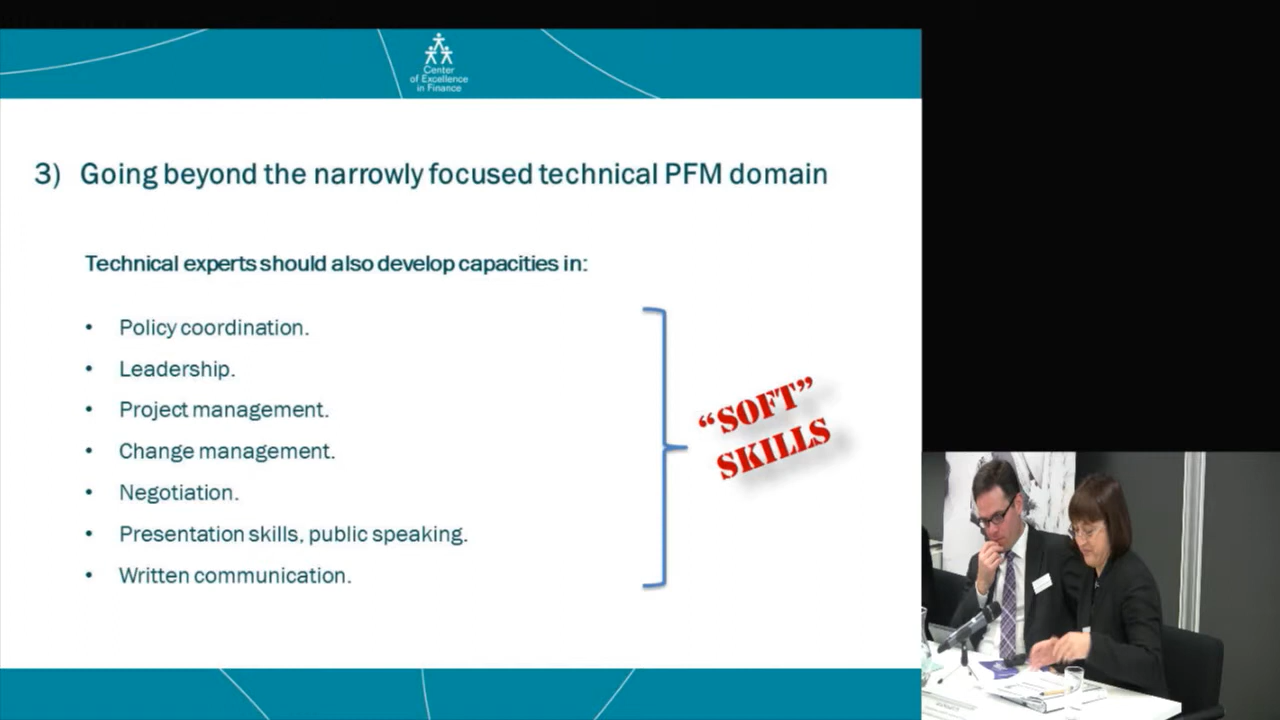 Center
of Excellence
in Finance
3) Going beyond the narrowly focused technical PFM domain
Technical experts should also develop capacities in:
• Policy coordination.
• Leadership.
• Project management.
• Change management.
• Negotiation.
• Presentation skills, public speaking.
• Written communication.
“SOFT”
SKILLS